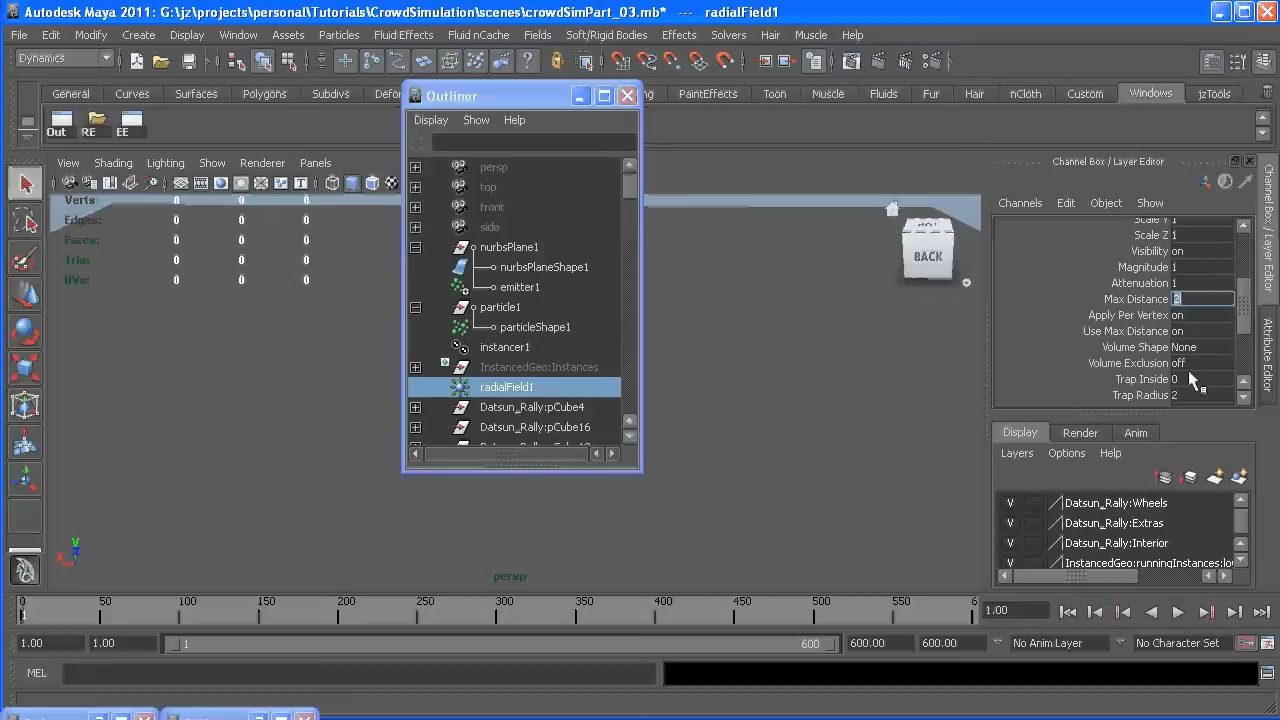 Autodesk Maya 2011: G:\jz\projects\personal\Tutorials\CrowdSimulation\scenes\crowdSimPart_03.mb* --- radialField1
File Edit Modify Create Display Window Assets Particles Fluid Effects Fluid nCache Fields Soft/Rigid Bodies Effects Solvers Hair Muscle Help
Dynamics
General Curves Surfaces Polygons Subdivs Defor ng PaintEffects Toon Muscle Fluids Fur Hair nCloth Custom Windows jzTools
Out RE EE
Outliner
Display Show Help
View Shading Lighting Show Renderer Panels
Verts 0 0 0
Edges: 0 0 0
Faces: 0 0 0
Tris: 0 0 0
UVs: 0 0 0
persp
top
front
side
nurbsPlane1
nurbsPlaneShape1
emitter1
particle1
particleShape1
instancer1
InstancedGeo:Instances
radialField1
Datsun_Rally:pCube4
Datsun_Rally:pCube16
BACK
persp
Channel Box / Layer Editor
Channels Edit Object Show
Scale Y 1
Scale Z 1
Visibility on
Magnitude 1
Attenuation 1
Max Distance 2
Apply Per Vertex on
Use Max Distance on
Volume Shape None
Volume Exclusion off
Trap Inside 0
Trap Radius 2
Channel Box / Layer Editor
Attribute Editor
Display Render Anim
Layers Options Help
V Datsun_Rally:Wheels
V Datsun_Rally:Extras
V Datsun_Rally:Interior
V InstancedGeo:runningInstances:lo
0 50 100 150 200 250 300 350 400 450 500 550 6
1 1.00
1.00 1.00 1 600 600.00 600.00 No Anim Layer No Character Set
MEL